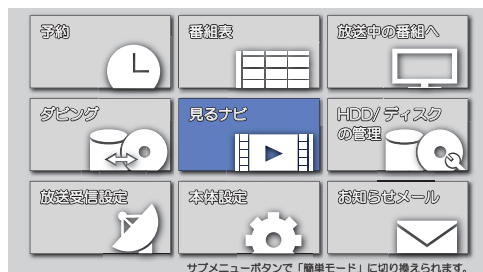 予約
番組表
放送中の番組へ
ダビング
見るナビ
HDD/ディスク
の管理
放送受信設定
本体設定
お知らせメール
サブメニューボタンで「簡単モード」に切り換えられます。